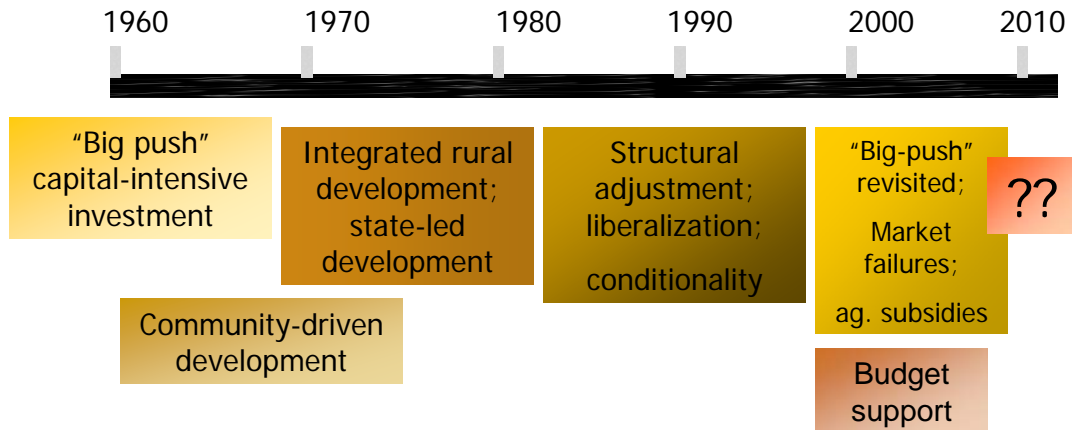 1960 1970 1980 1990 2000 2010
“Big push”
capital-intensive
investment
Integrated rural
development;
state-led
development
Structural
adjustment;
liberalization;
conditionality
“Big-push”
revisited;
Market
failures;
ag. subsidies
??
Community-driven
development
Budget
support